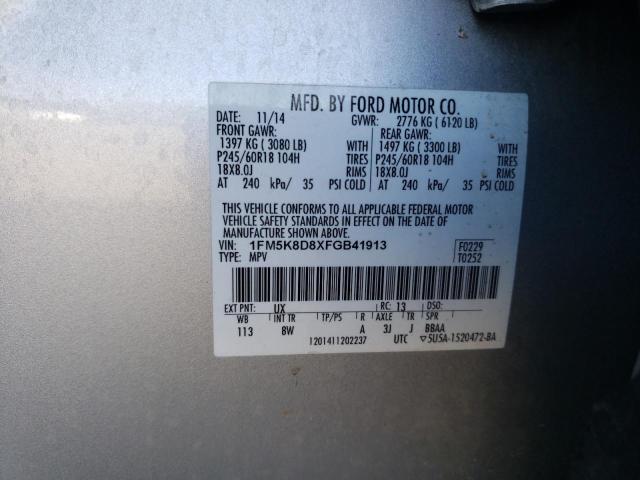 MFD. BY FORD MOTOR CO.
DATE: 11/14 GVWR: 2776 KG ( 6120 LB)
FRONT GAWR: REAR GAWR:
1397 KG ( 3080 LB) WITH 1497 KG ( 3300 LB) WITH
P245/60R18 104H TIRES P245/60R18 104H TIRES
18X8.0J RIMS 18X8.0J RIMS
AT 240 kPa/ 35 PSI COLD AT 240 kPa/ 35 PSI COLD
THIS VEHICLE CONFORMS TO ALL APPLICABLE FEDERAL MOTOR
VEHICLE SAFETY STANDARDS IN EFFECT ON THE DATE OF
MANUFACTURE SHOWN ABOVE.
VIN: 1FM5K8D8XFGB41913 F0229
TYPE: MPV T0252
EXT PNT: UX RC: 13 DSO:
WB INT TR TP/PS R AXLE TR SPR
113 8W A 3J J BBAA
1201411202237 UTC ▽5USA-1520472-BA